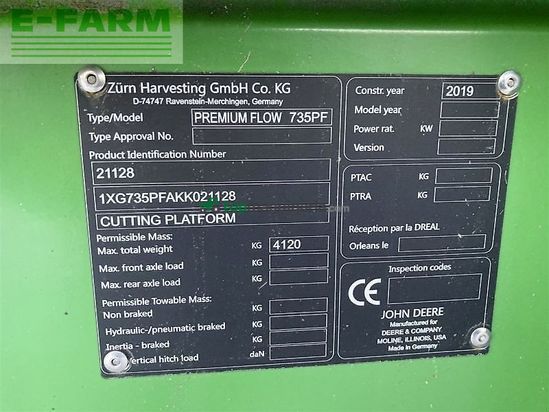 E-FARM
Zürn Harvesting GmbH Co. KG
D-74747 Ravenstein-Merchingen, Germany
Type/Model PREMIUM FLOW 735PF
Type Approval No.
Product Identification Number
21128
1XG735PFAKK021128
CUTTING PLATFORM
Permissible Mass:
Max. total weight KG 4120
Max. front axle load KG
Max. rear axle load KG
Permissible Towable Mass:
Non braked KG
Hydraulic-/pneumatic braked KG
Inertia - braked KG
Vertical hitch load daN
Constr. year 2019
Model year
Power rat. KW
Version
PTAC KG
PTRA KG
Réception par la DREAL
Orleans le
Inspection codes
CE
JOHN DEERE
Manufactured for
DEERE & COMPANY
MOLINE, ILLINOIS, USA
Made in Germany